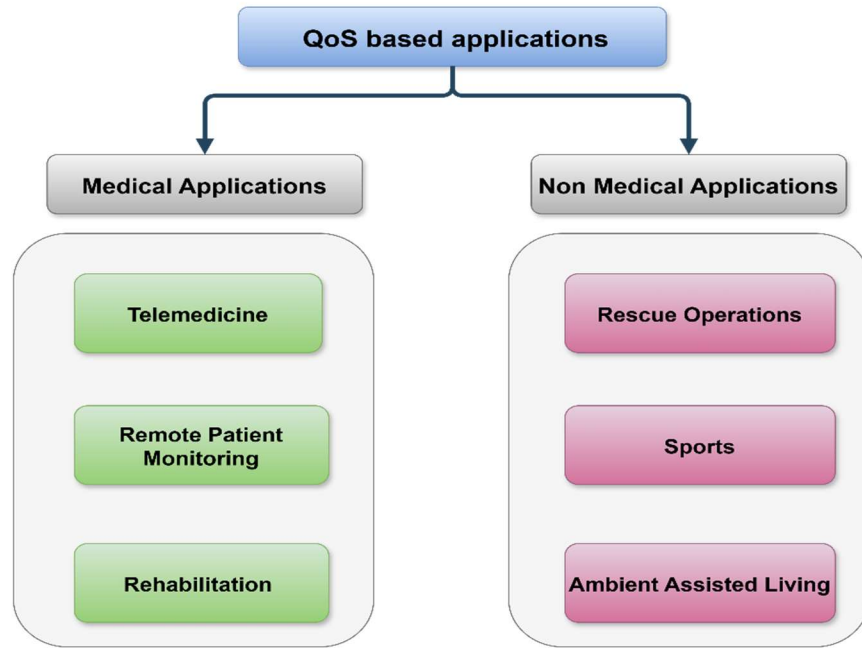 QoS based applications
Medical Applications
Non Medical Applications
Telemedicine
Remote Patient
Monitoring
Rehabilitation
Rescue Operations
Sports
Ambient Assisted Living